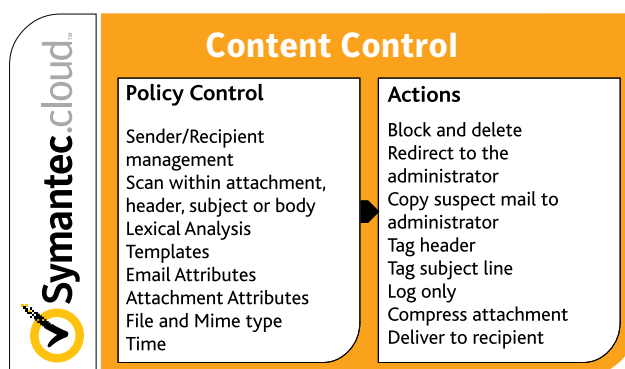 Symantec.cloud™
Content Control
Policy Control
Sender/Recipient
management
Scan within attachment,
header, subject or body
Lexical Analysis
Templates
Email Attributes
Attachment Attributes
File and Mime type
Time
Actions
Block and delete
Redirect to the
administrator
Copy suspect mail to
administrator
Tag header
Tag subject line
Log only
Compress attachment
Deliver to recipient